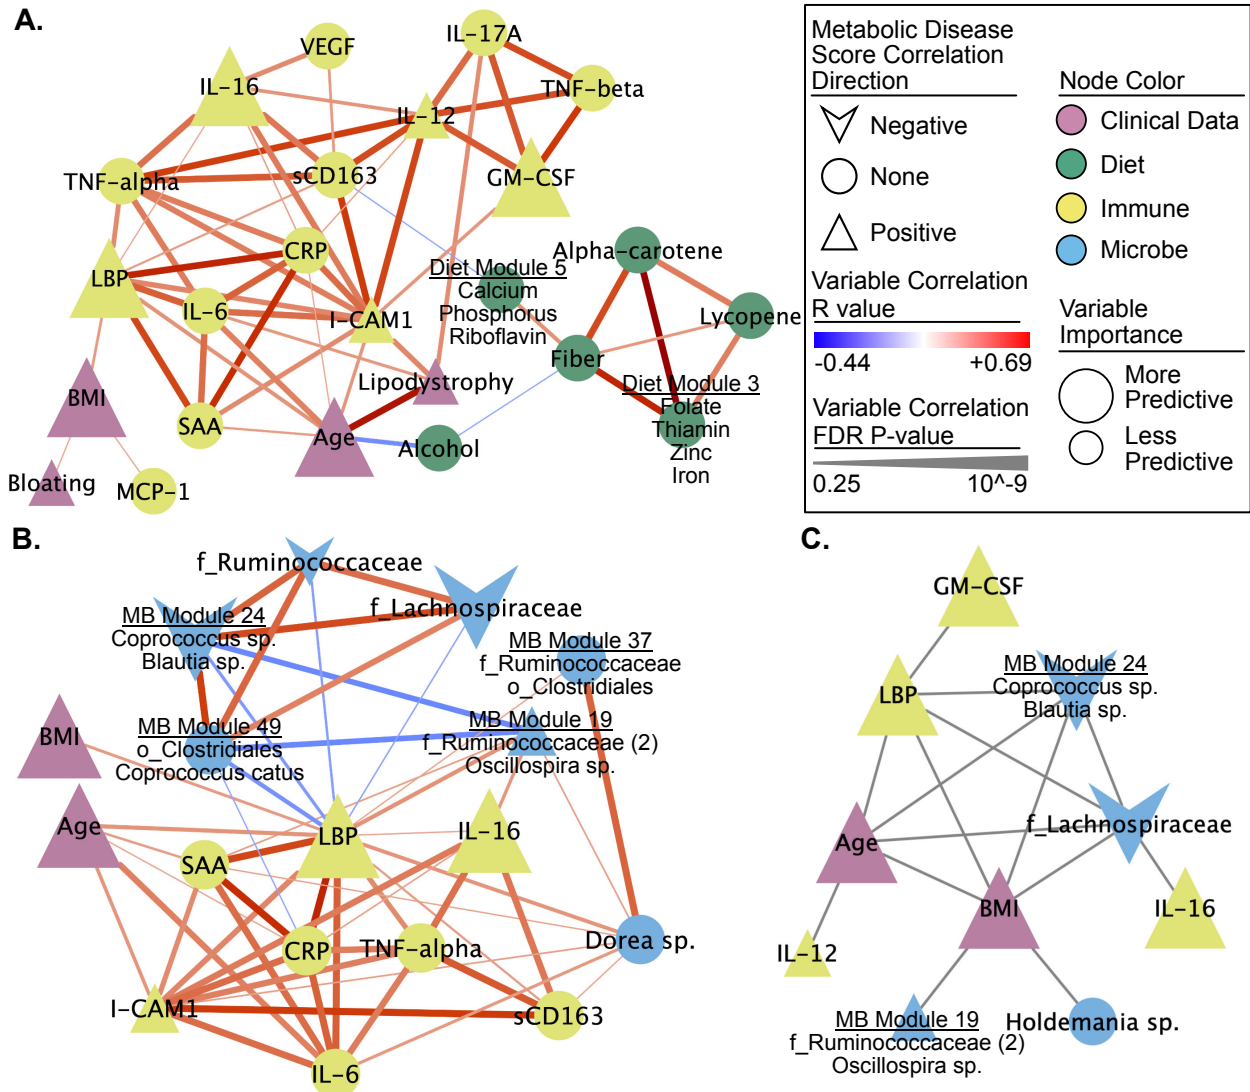 A.
VEGF
IL-17A
IL-16
TNF-beta
IL-12
TNF-alpha
sCD163
GM-CSF
CRP
Alpha-carotene
LBP
Diet Module 5
Calcium
Phosphorus
Riboflavin
IL-6
I-CAM1
Lycopene
Fiber
BMI
Lipodystrophy
Diet Module 3
Folate
Thiamin
Zinc
Iron
SAA
Age
Alcohol
Bloating
MCP-1
Metabolic Disease
Score Correlation
Direction
Negative
None
Positive
Variable Correlation
R value
-0.44
+0.69
Variable Correlation
FDR P-value
0.25
10^-9
Node Color
Clinical Data
Diet
Immune
Microbe
Variable
Importance
More
Predictive
Less
Predictive
B.
f_Ruminococcaceae
f_Lachnospiraceae
MB Module 24
Coprococcus sp.
Blautia sp.
MB Module 37
f_Ruminococcaceae
o_Clostridiales
MB Module 49
o_Clostridiales
Coprococcus catus
MB Module 19
f_Ruminococcaceae (2)
Oscillospira sp.
BMI
Age
LBP
IL-16
SAA
CRP
TNF-alpha
Dorea sp.
I-CAM1
sCD163
IL-6
C.
GM-CSF
LBP
MB Module 24
Coprococcus sp.
Blautia sp.
Age
f_Lachnospiraceae
BMI
IL-16
IL-12
MB Module 19
f_Ruminococcaceae (2)
Oscillospira sp.
Holdemania sp.